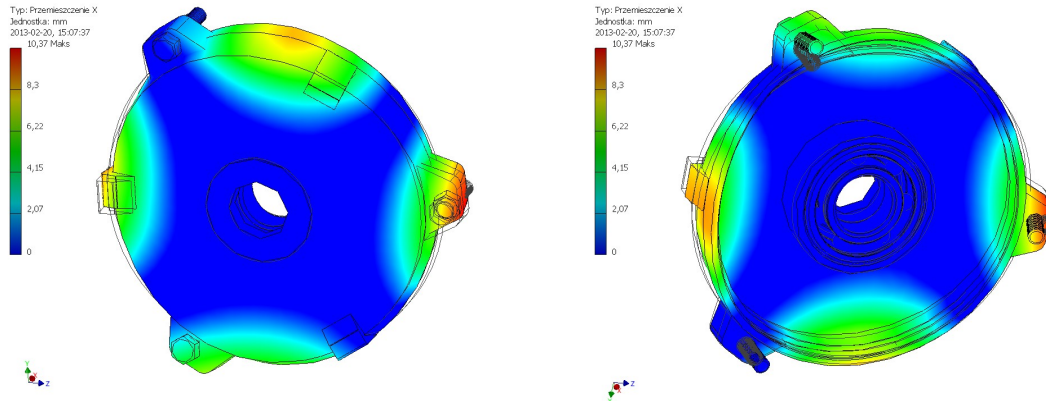 Typ: Przemieszczenie X
Jednostka: mm
2013-02-20, 15:07:37
10,37 Maks
8,3
6,22
4,15
2,07
0
Y
X
Z
Typ: Przemieszczenie X
Jednostka: mm
2013-02-20, 15:07:37
10,37 Maks
8,3
6,22
4,15
2,07
0
Z